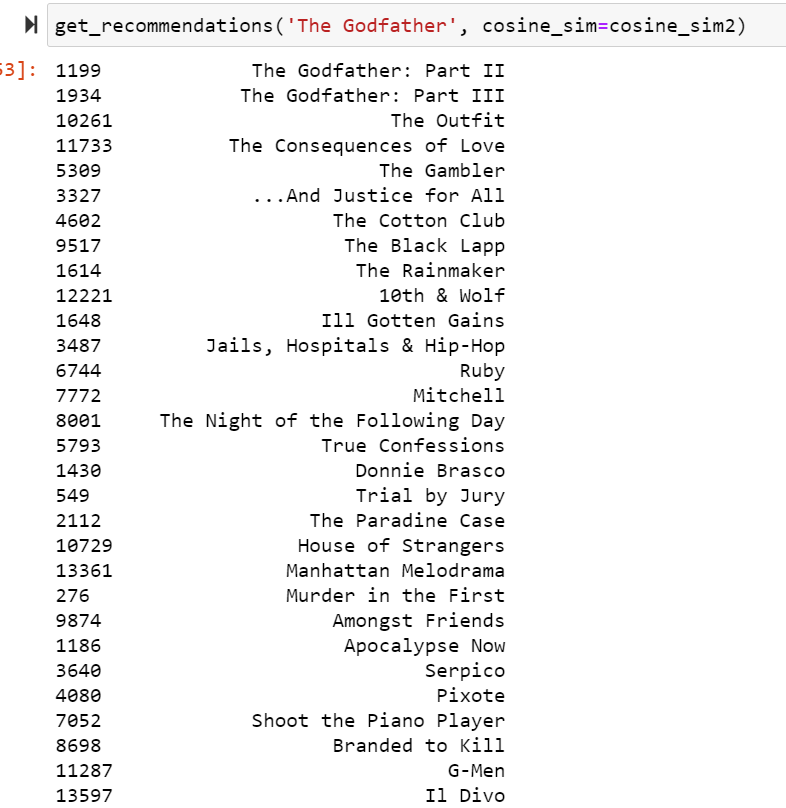 get_recommendations('The Godfather', cosine_sim=cosine_sim2)
53]: 1199 The Godfather: Part II
1934 The Godfather: Part III
10261 The Outfit
11733 The Consequences of Love
5309 The Gambler
3327 ...And Justice for All
4602 The Cotton Club
9517 The Black Lapp
1614 The Rainmaker
12221 10th & Wolf
1648 Ill Gotten Gains
3487 Jails, Hospitals & Hip-Hop
6744 Ruby
7772 Mitchell
8001 The Night of the Following Day
5793 True Confessions
1430 Donnie Brasco
549 Trial by Jury
2112 The Paradine Case
10729 House of Strangers
13361 Manhattan Melodrama
276 Murder in the First
9874 Amongst Friends
1186 Apocalypse Now
3640 Serpico
4080 Pixote
7052 Shoot the Piano Player
8698 Branded to Kill
11287 G-Men
13597 Il Divo